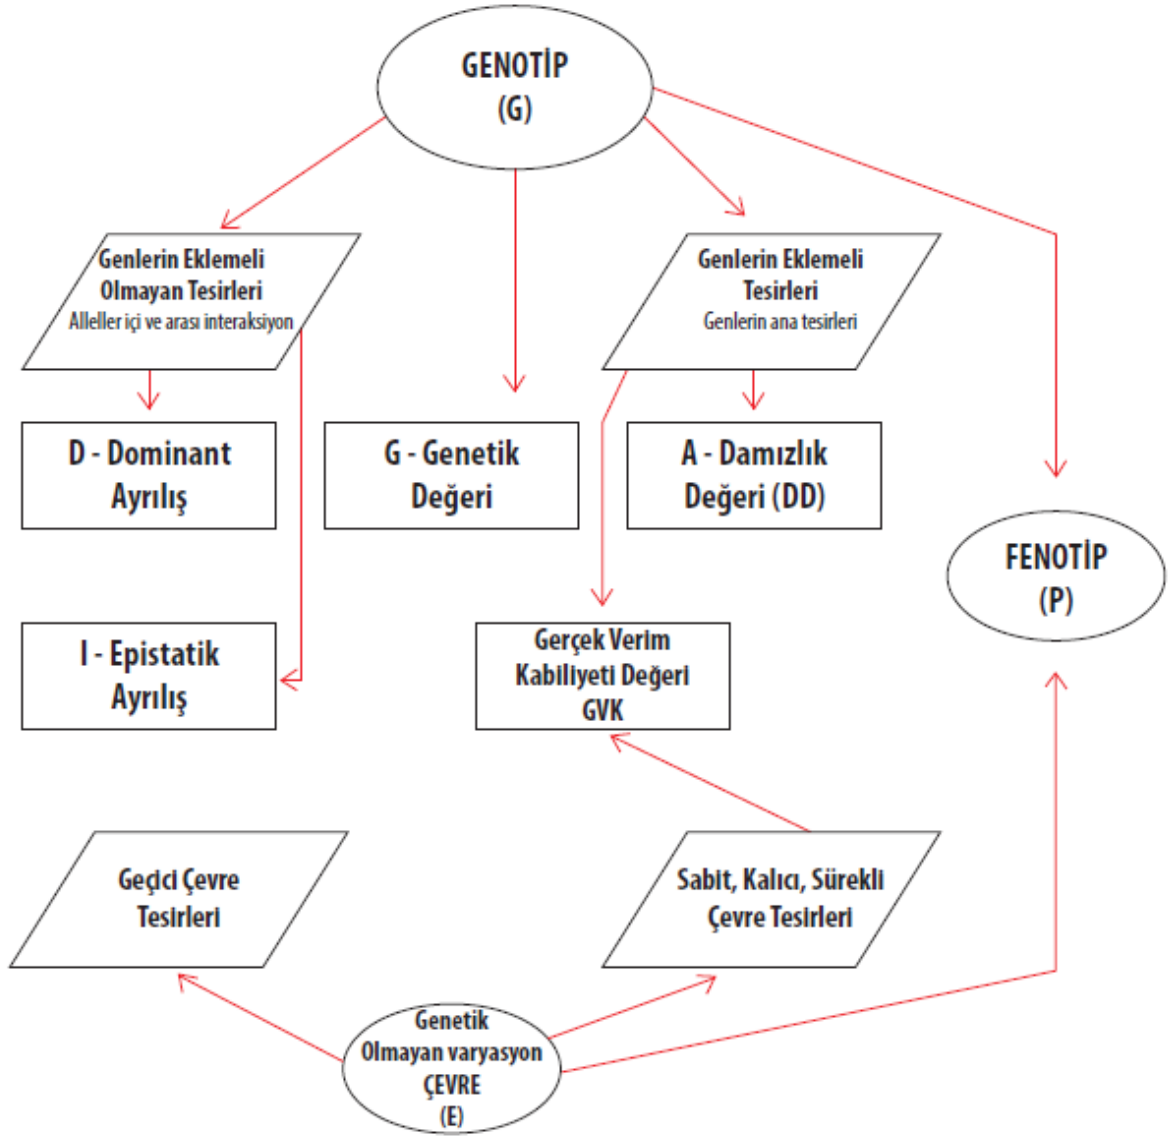 GENOTİP
(G)
Genlerin Eklemeli
Olmayan Tesirleri
Alleller içi ve arası interaksiyon
Genlerin Eklemeli
Tesirleri
Genlerin ana tesirleri
D - Dominant
Ayrılış
G - Genetik
Değeri
A - Damızlık
Değeri (DD)
FENOTİP
(P)
I - Epistatik
Ayrılış
Gerçek Verim
Kabiliyeti Değeri
GVK
Geçici Çevre
Tesirleri
Sabit, Kalıcı, Sürekli
Çevre Tesirleri
Genetik
Olmayan varyasyon
ÇEVRE
(E)